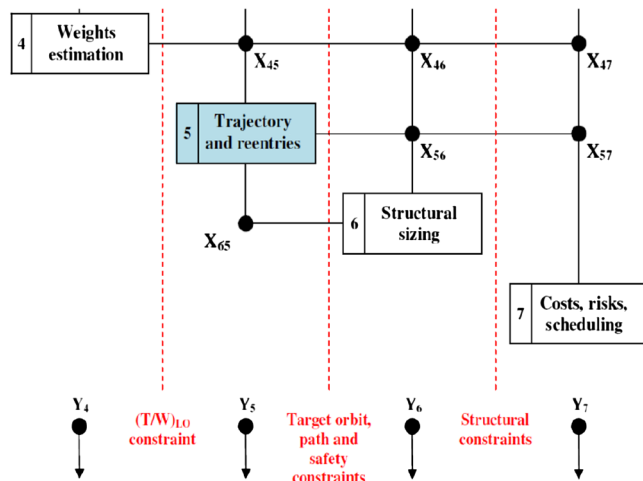 4
Weights
estimation
X45
X46
X47
5
Trajectory
and reentries
X56
X57
X65
6
Structural
sizing
7
Costs, risks,
scheduling
Y4
(T/W)LO
constraint
Y5
Target orbit,
path and
safety
constraints
Y6
Structural
constraints
Y7